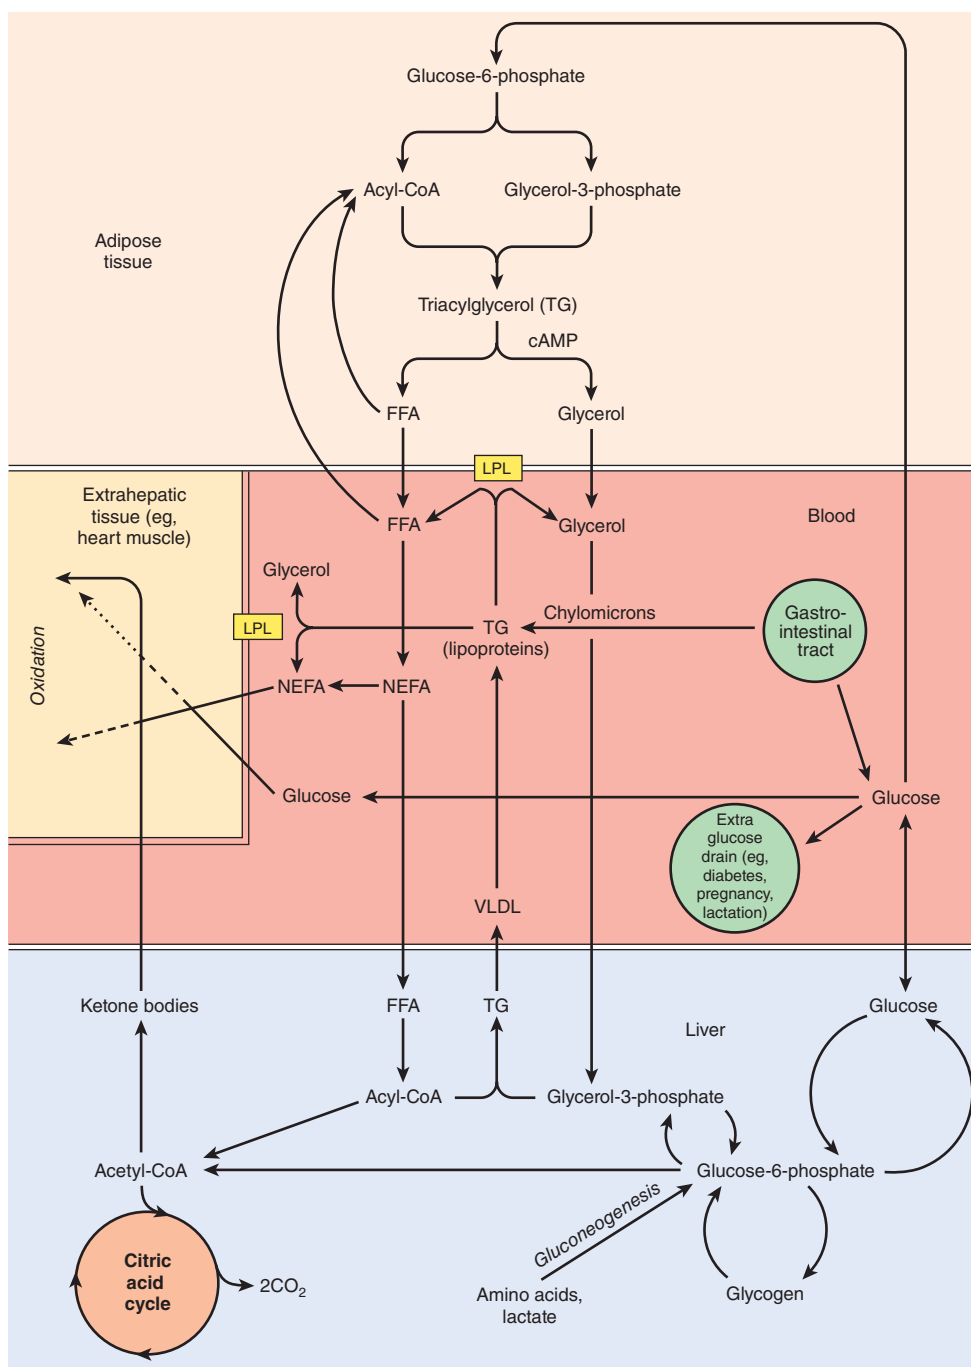 Glucose-6-phosphate
Acyl-CoA
Glycerol-3-phosphate
Adipose
tissue
Triacylglycerol (TG)
cAMP
FFA
Glycerol
LPL
Extrahepatic
tissue (eg,
heart muscle)
Blood
FFA
Glycerol
Glycerol
Chylomicrons
Gastro-
intestinal
tract
LPL
TG
(lipoproteins)
Oxidation
NEFA
NEFA
Glucose
Glucose
Extra
glucose
drain (eg,
diabetes,
pregnancy,
lactation)
VLDL
Ketone bodies
FFA
TG
Glucose
Liver
Acyl-CoA
Glycerol-3-phosphate
Acetyl-CoA
Glucose-6-phosphate
Gluconeogenesis
Citric
acid
cycle
2CO₂
Amino acids,
lactate
Glycogen